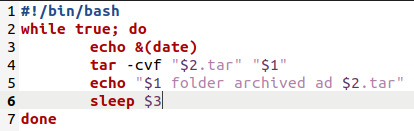 1 #!/bin/bash
2 while true; do
3 echo &(date)
4 tar -cvf "$2.tar" "$1"
5 echo "$1 folder archived ad $2.tar"
6 sleep $3
7 done